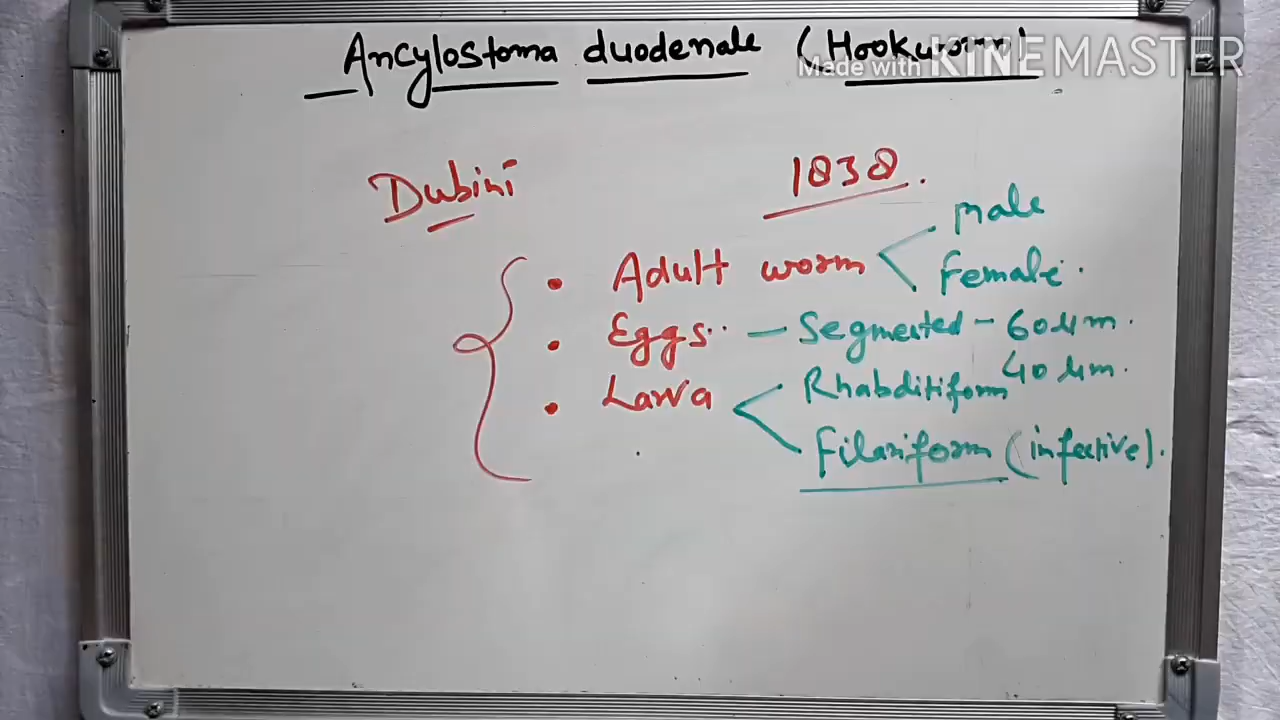 Ancylostoma duodenale (Hookworm)
Made with KINEMASTER
Dubini 1838.
• Adult worm male
Female.
• Eggs.. – Segmented – 60 µm.
40 µm.
• Larva Rhabditiform
Filariform (infective).